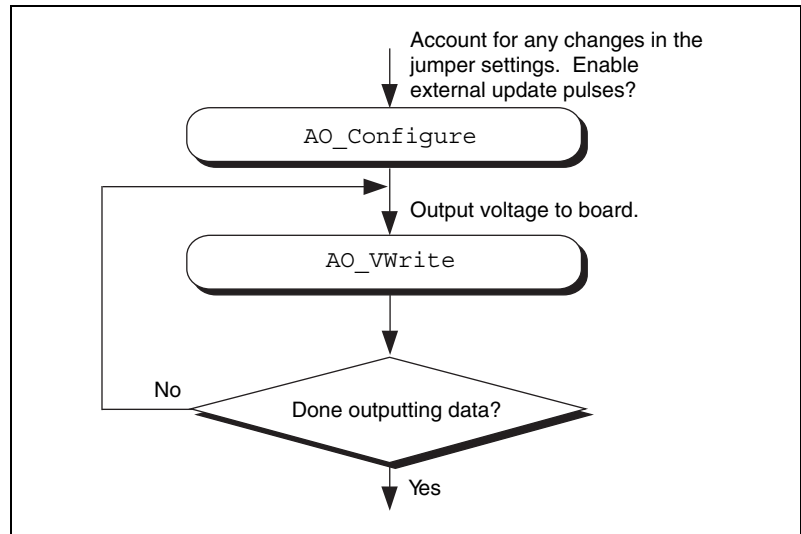 Account for any changes in the
jumper settings.  Enable
external update pulses?
AO_Configure
Output voltage to board.
AO_VWrite
No
Done outputting data?
Yes